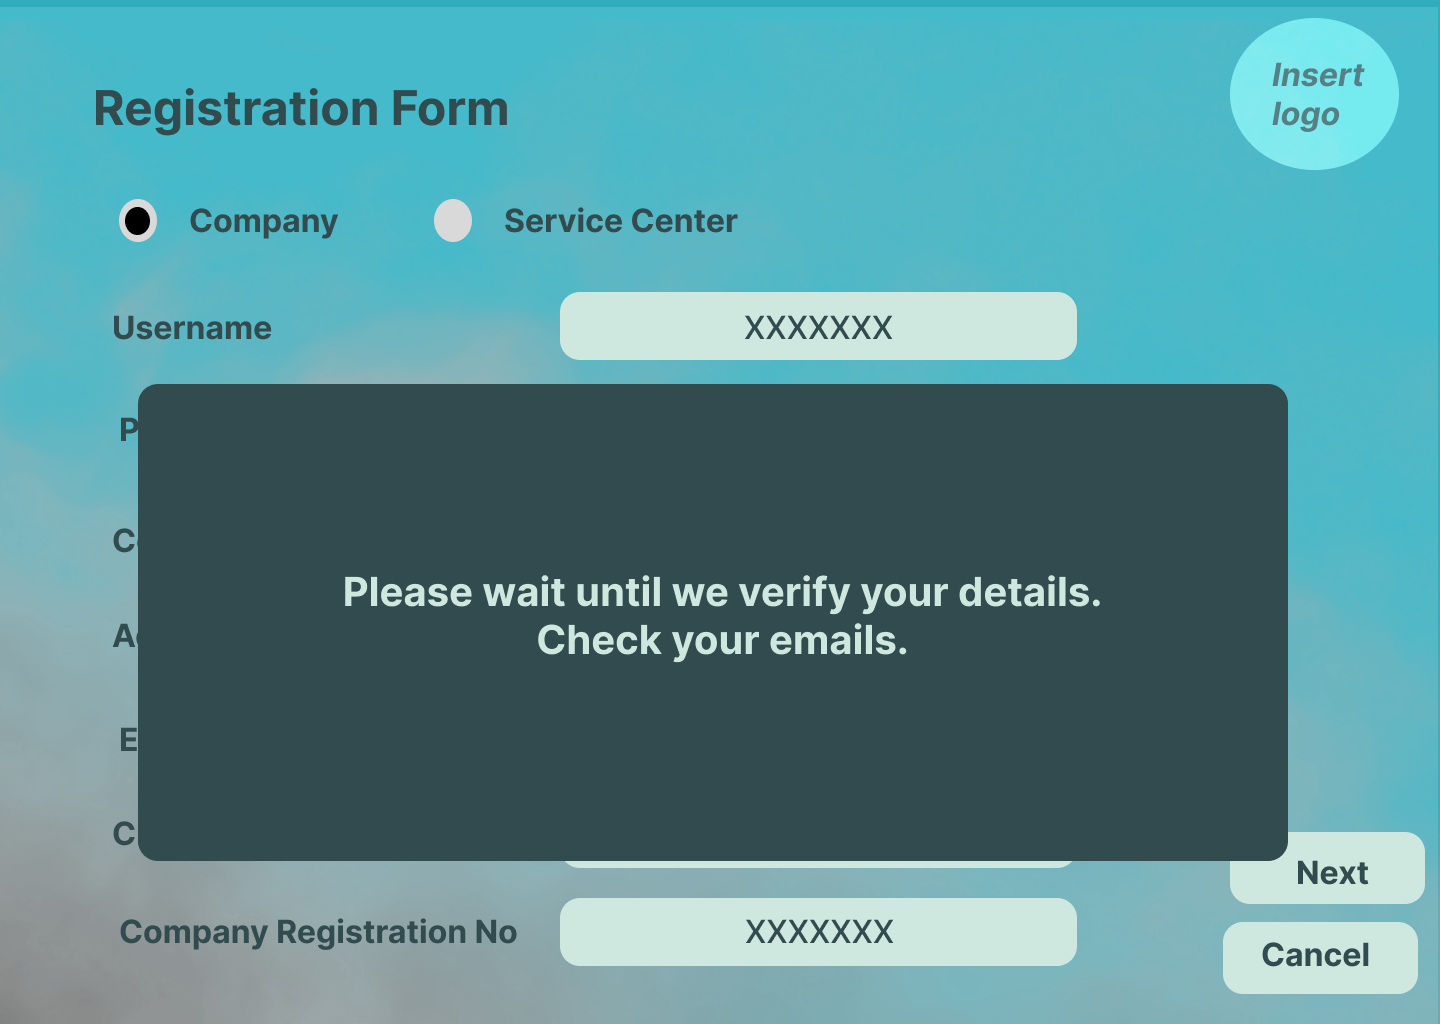 Insert
logo
Registration Form
Company
Service Center
Username
XXXXXXX
Please wait until we verify your details.
Check your emails.
Next
Company Registration No
XXXXXXX
Cancel